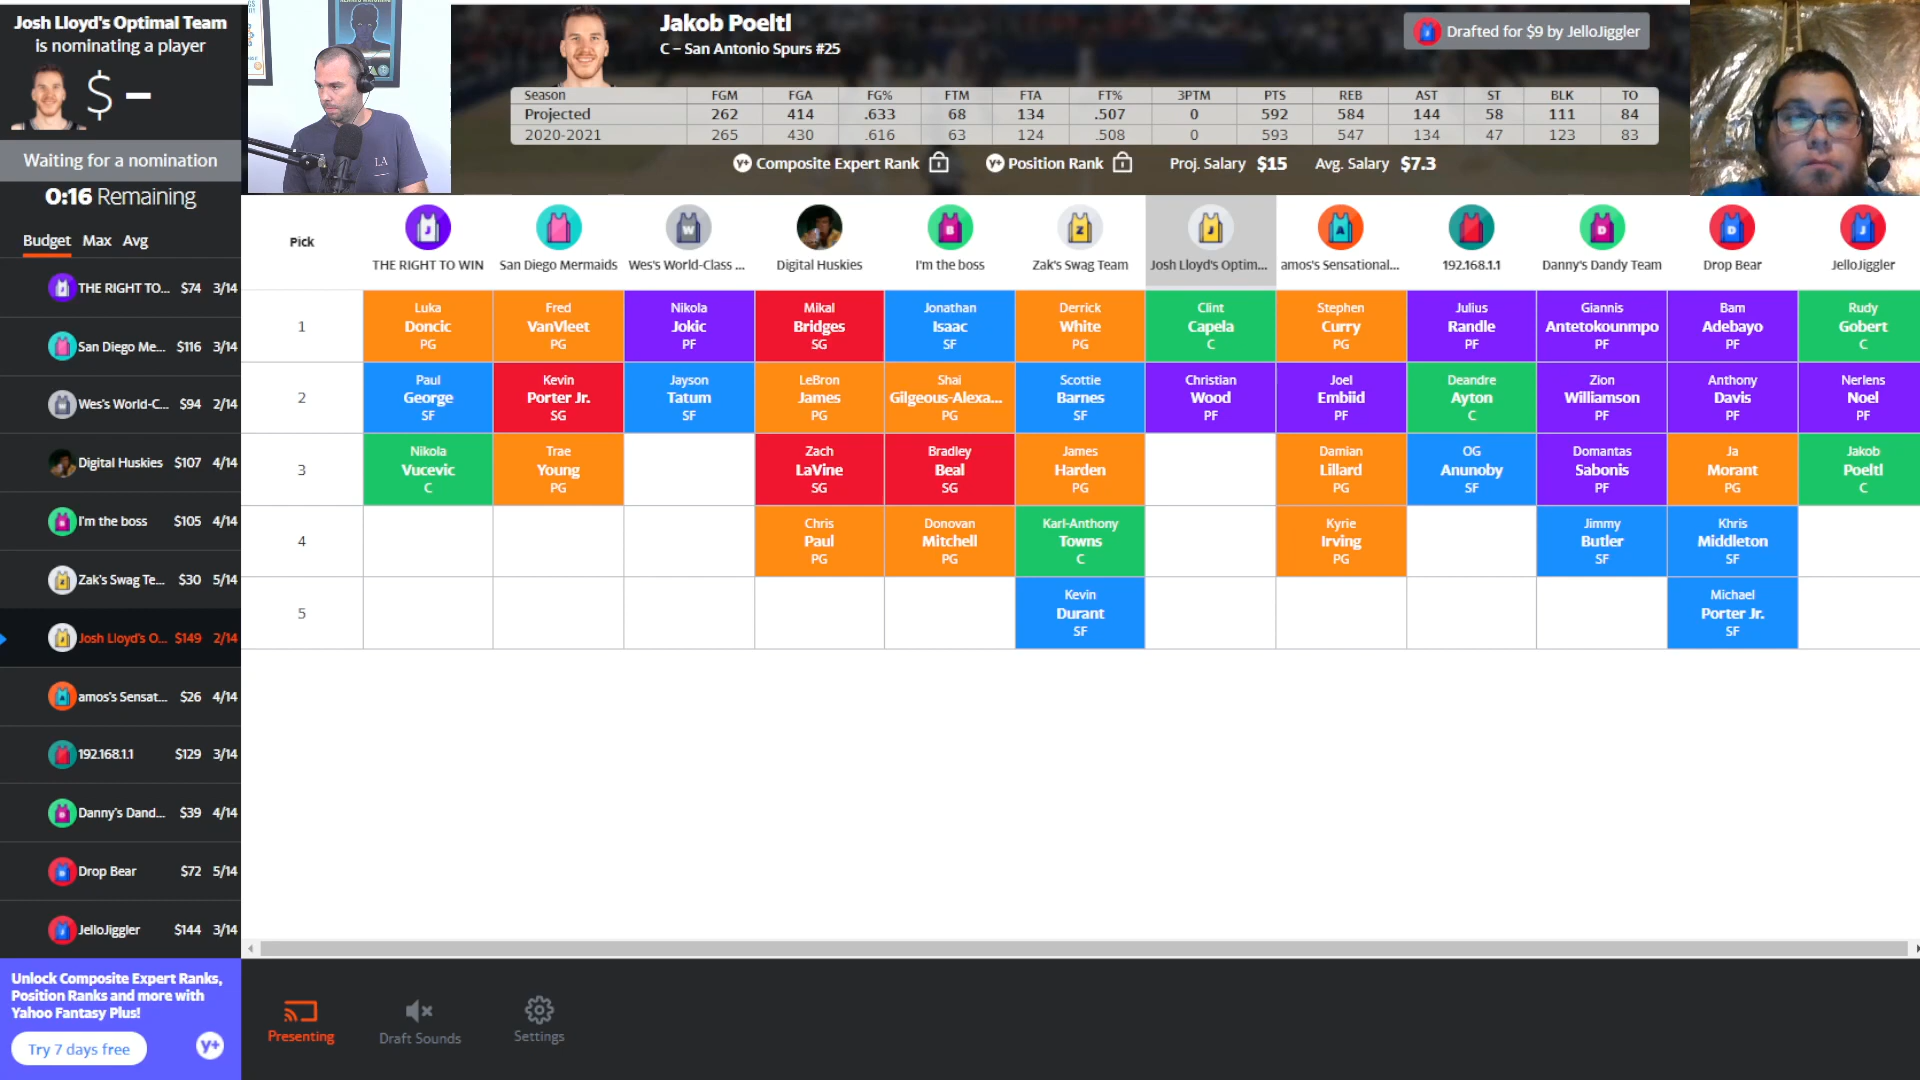 Josh Lloyd's Optimal Team
is nominating a player
$ –
Waiting for a nomination
0:16 Remaining
Budget Max Avg
THE RIGHT TO... $74 3/14
San Diego Me... $116 3/14
Wes's World-C... $94 2/14
Digital Huskies $107 4/14
I'm the boss $105 4/14
Zak's Swag Te... $30 5/14
Josh Lloyd's O... $149 2/14
amos's Sensat... $26 4/14
192.168.1.1 $129 3/14
Danny's Dand... $39 4/14
Drop Bear $72 5/14
JelloJiggler $144 3/14
Unlock Composite Expert Ranks,
Position Ranks and more with
Yahoo Fantasy Plus!
Try 7 days free y+
LA
Jakob Poeltl
C – San Antonio Spurs #25
Drafted for $9 by JelloJiggler
Season FGM FGA FG% FTM FTA FT% 3PTM PTS REB AST ST BLK TO
Projected 262 414 .633 68 134 .507 0 592 584 144 58 111 84
2020-2021 265 430 .616 63 124 .508 0 593 547 134 47 123 83
Y+ Composite Expert Rank Y+ Position Rank Proj. Salary $15 Avg. Salary $7.3
J W B Z J A D D J
Pick THE RIGHT TO WIN San Diego Mermaids Wes's World-Class ... Digital Huskies I'm the boss Zak's Swag Team Josh Lloyd's Optim... amos's Sensational... 192.168.1.1 Danny's Dandy Team Drop Bear JelloJiggler
Luka Fred Nikola Mikal Jonathan Derrick Clint Stephen Julius Giannis Bam Rudy
1 Doncic VanVleet Jokic Bridges Isaac White Capela Curry Randle Antetokounmpo Adebayo Gobert
PG PG PF SG SF PG C PG PF PF PF C
Paul Kevin Jayson LeBron Shai Scottie Christian Joel Deandre Zion Anthony Nerlens
2 George Porter Jr. Tatum James Gilgeous-Alexa... Barnes Wood Embiid Ayton Williamson Davis Noel
SF SG SF PG PG SF PF PF C PF PF PF
Nikola Trae Zach Bradley James Damian OG Domantas Ja Jakob
3 Vucevic Young LaVine Beal Harden Lillard Anunoby Sabonis Morant Poeltl
C PG SG SG PG PG SF PF PG C
Chris Donovan Karl-Anthony Kyrie Jimmy Khris
4 Paul Mitchell Towns Irving Butler Middleton
PG PG C PG SF SF
Kevin Michael
5 Durant Porter Jr.
SF SF
Presenting Draft Sounds Settings